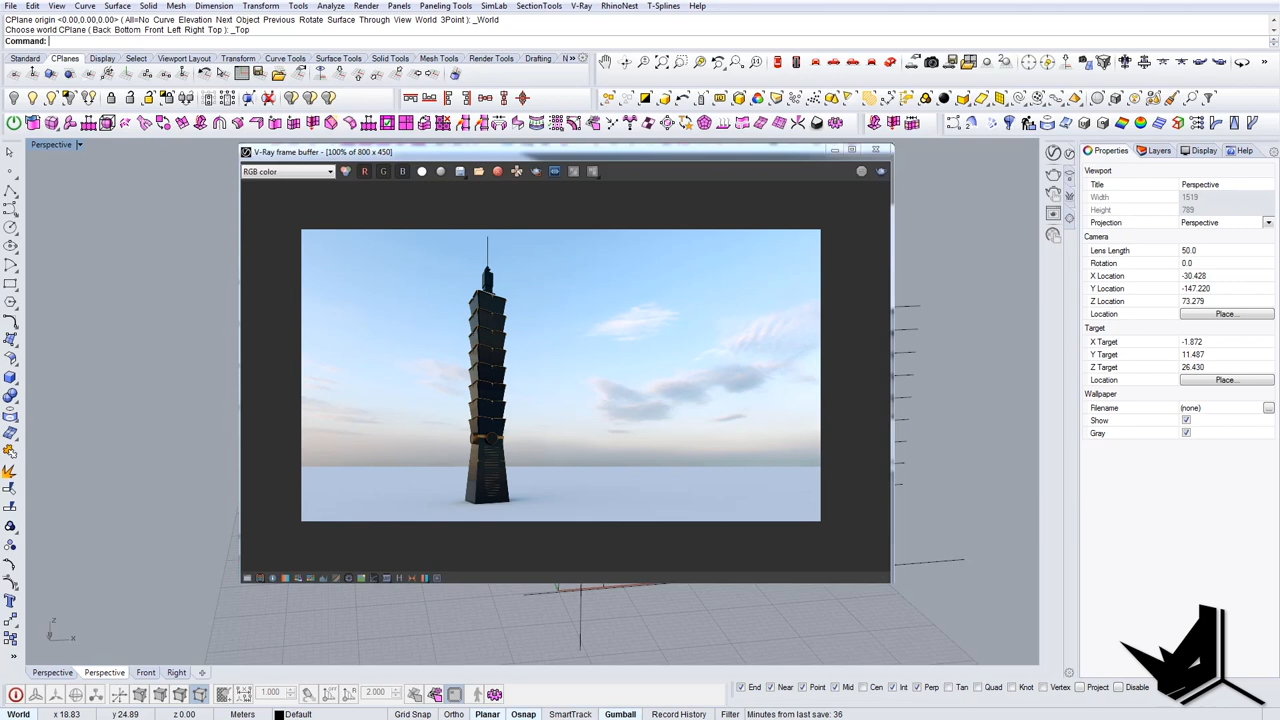 File Edit View Curve Surface Solid Mesh Dimension Transform Tools Analyze Render Panels Paneling Tools SimLab SectionTools V-Ray RhinoNest T-Splines Help
CPlane origin <0.00,0.00,0.00> ( All=No Curve Elevation Next Object Previous Rotate Surface Through View World 3Point ): _World
Choose world CPlane ( Back Bottom Front Left Right Top ): _Top
Command:
Standard CPlanes Display Select Viewport Layout Transform Curve Tools Surface Tools Solid Tools Mesh Tools Render Tools Drafting N »
Perspective
V-Ray frame buffer - [100% of 800 x 450]
RGB color
R G B
Properties Layers Display Help
Viewport
Title Perspective
Width 1519
Height 789
Projection Perspective
Camera
Lens Length 50.0
Rotation 0.0
X Location -30.428
Y Location -147.220
Z Location 73.279
Location Place...
Target
X Target -1.872
Y Target 11.487
Z Target 26.430
Location Place...
Wallpaper
Filename (none) ...
Show
Gray
z
x
Perspective Perspective Front Right
1.000 2.000
End Near Point Mid Cen Int Perp Tan Quad Knot Vertex Project Disable
World x 18.83 y 24.89 z 0.00 Meters Default Grid Snap Ortho Planar Osnap SmartTrack Gumball Record History Filter Minutes from last save: 36